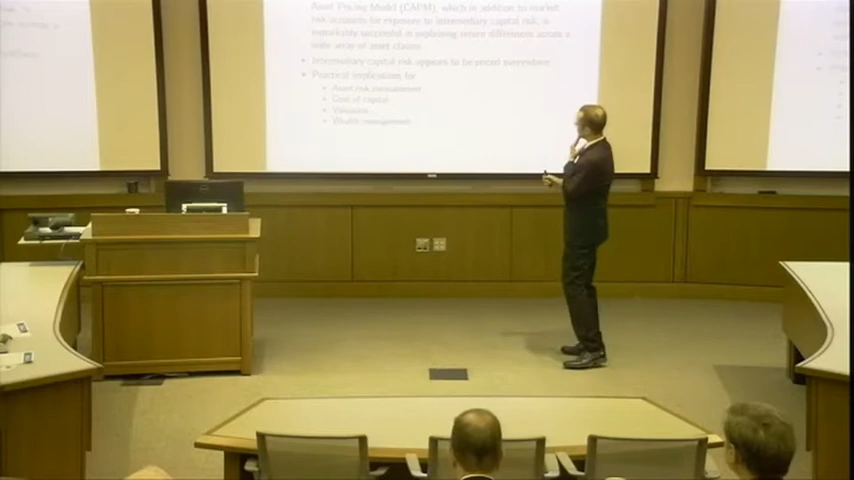 Asset Pricing Model (CAPM), which in addition to market
risk accounts for exposure to intermediary capital risk, is
remarkably successful in explaining return differences across a
wide array of asset classes
• Intermediary capital risk appears to be priced everywhere
• Practical implications for
• Asset risk measurement
• Cost of capital
• Valuation
• Wealth management